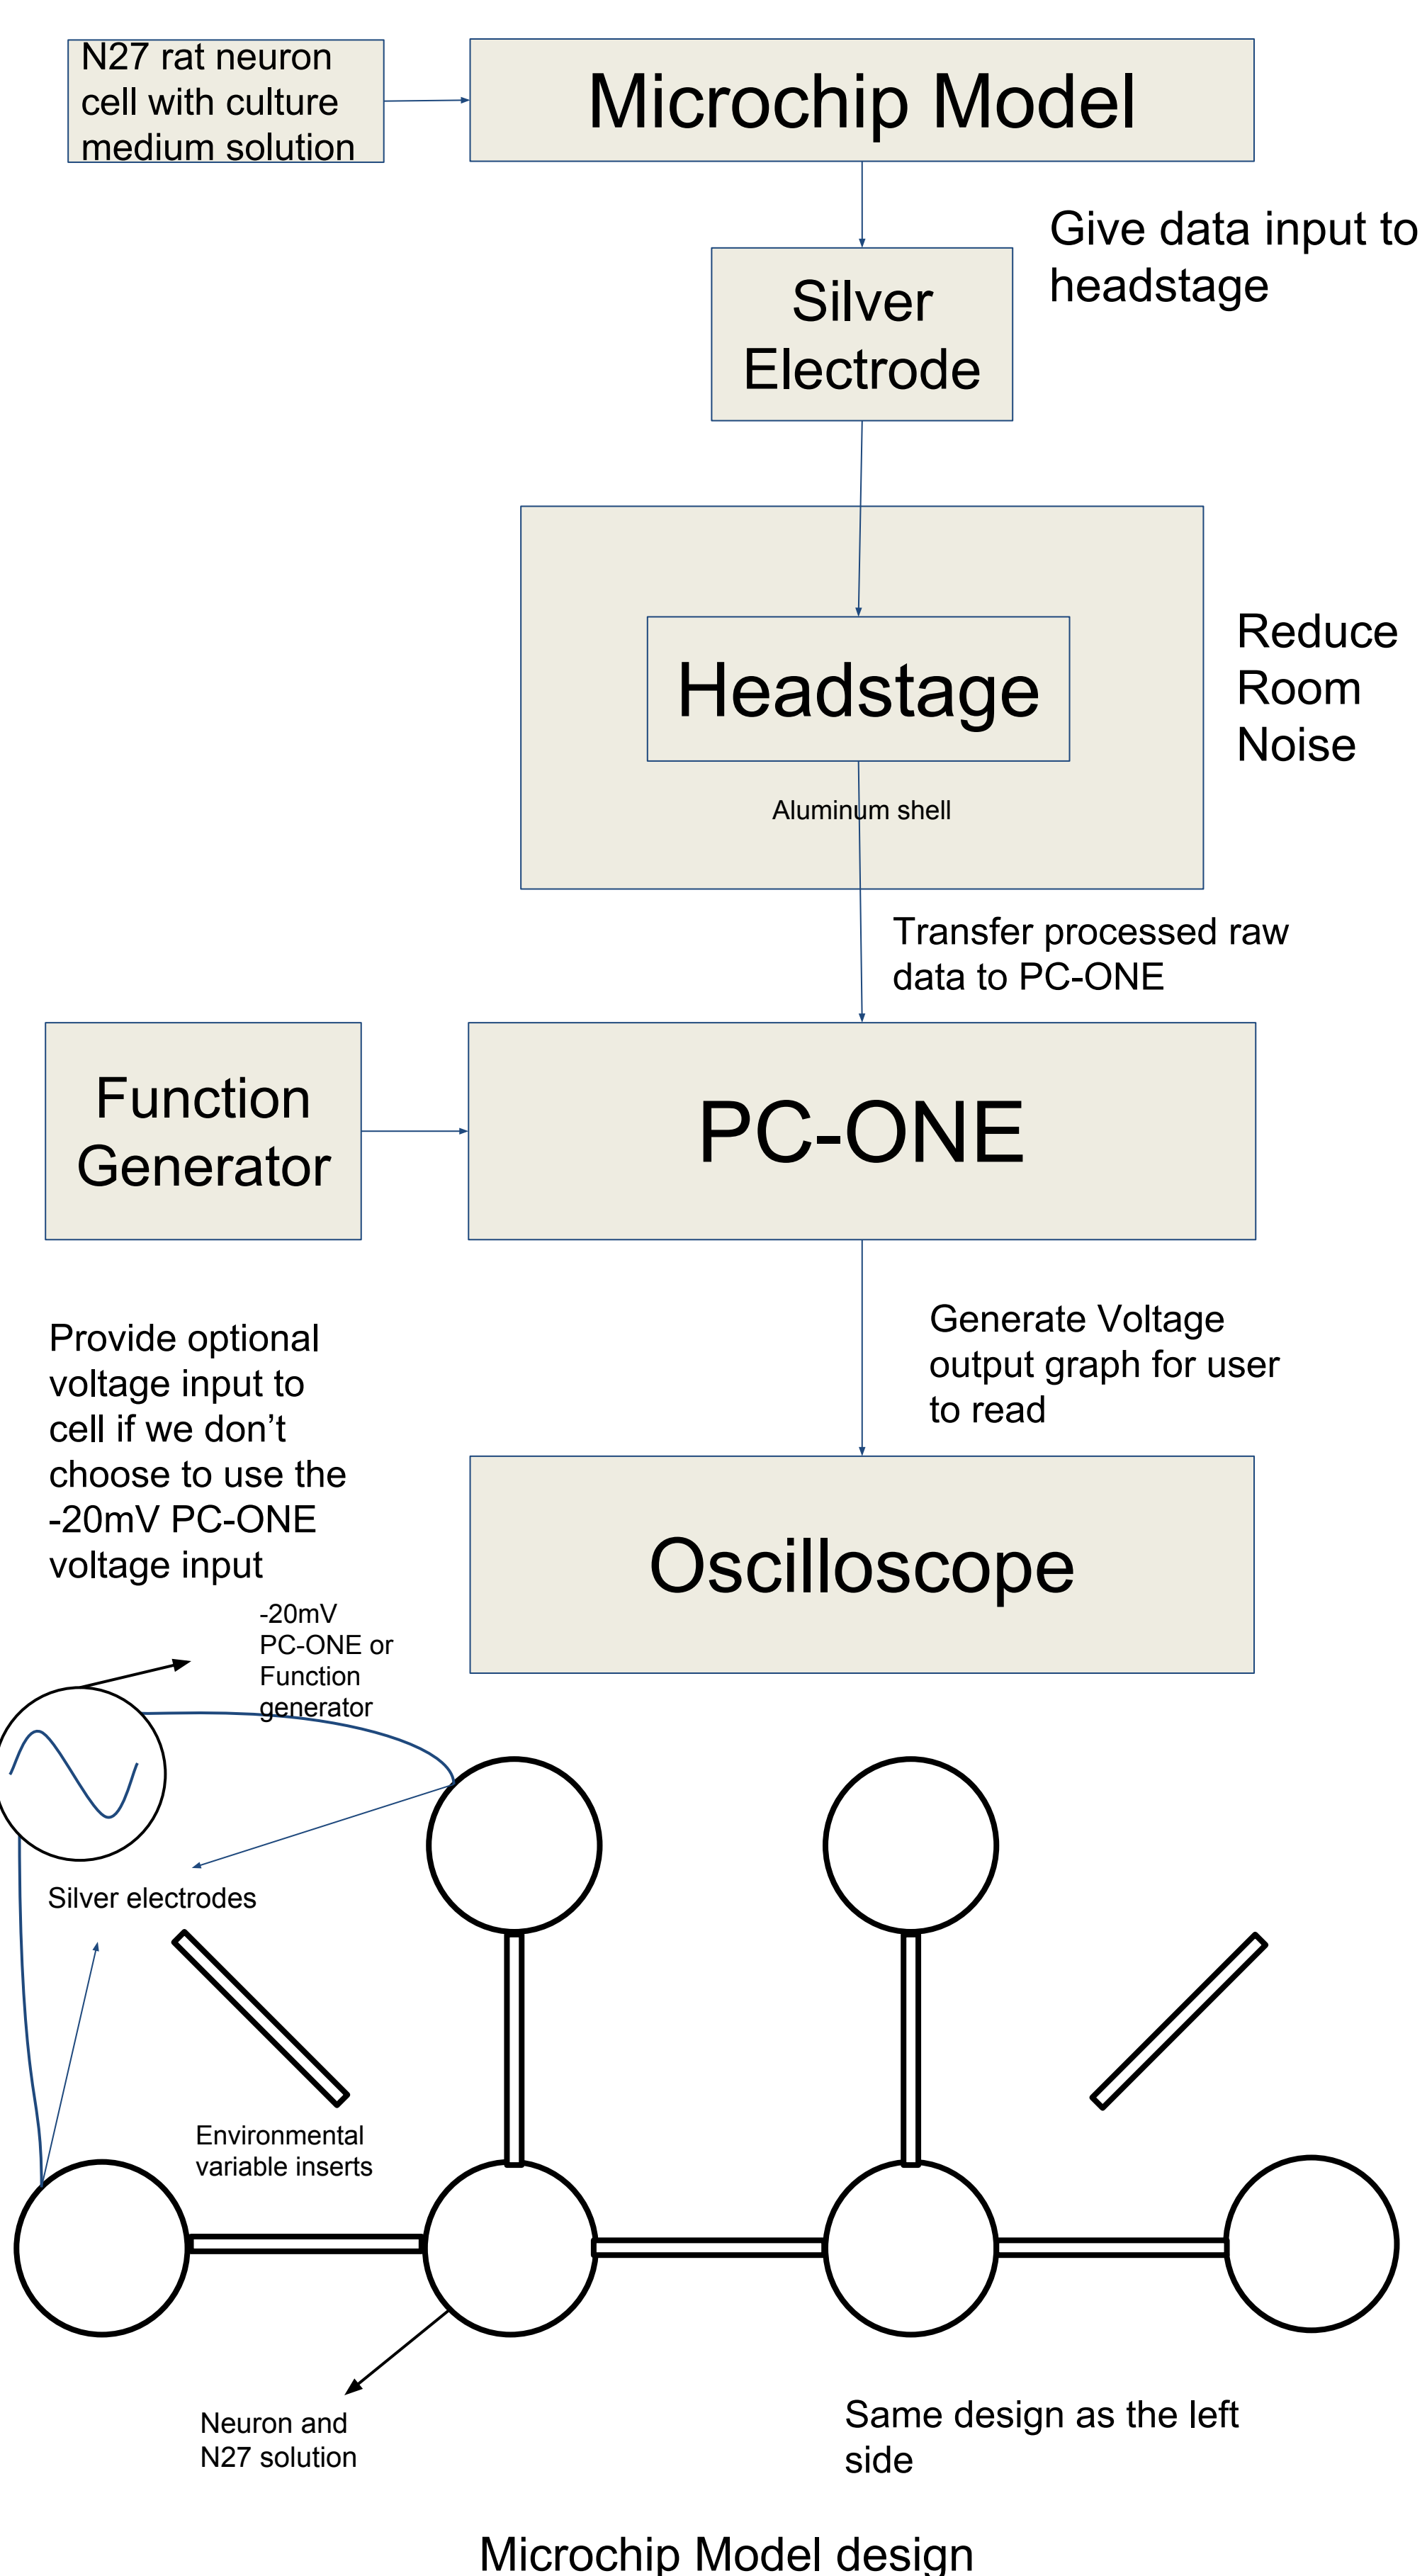 N27 rat neuron
cell with culture
medium solution
Microchip Model
Give data input to
headstage
Silver
Electrode
Headstage
Aluminum shell
Reduce
Room
Noise
Transfer processed raw
data to PC-ONE
Function
Generator
PC-ONE
Provide optional
voltage input to
cell if we don’t
choose to use the
-20mV PC-ONE
voltage input
Generate Voltage
output graph for user
to read
Oscilloscope
-20mV
PC-ONE or
Function
generator
Silver electrodes
Environmental
variable inserts
Neuron and
N27 solution
Same design as the left
side
Microchip Model design